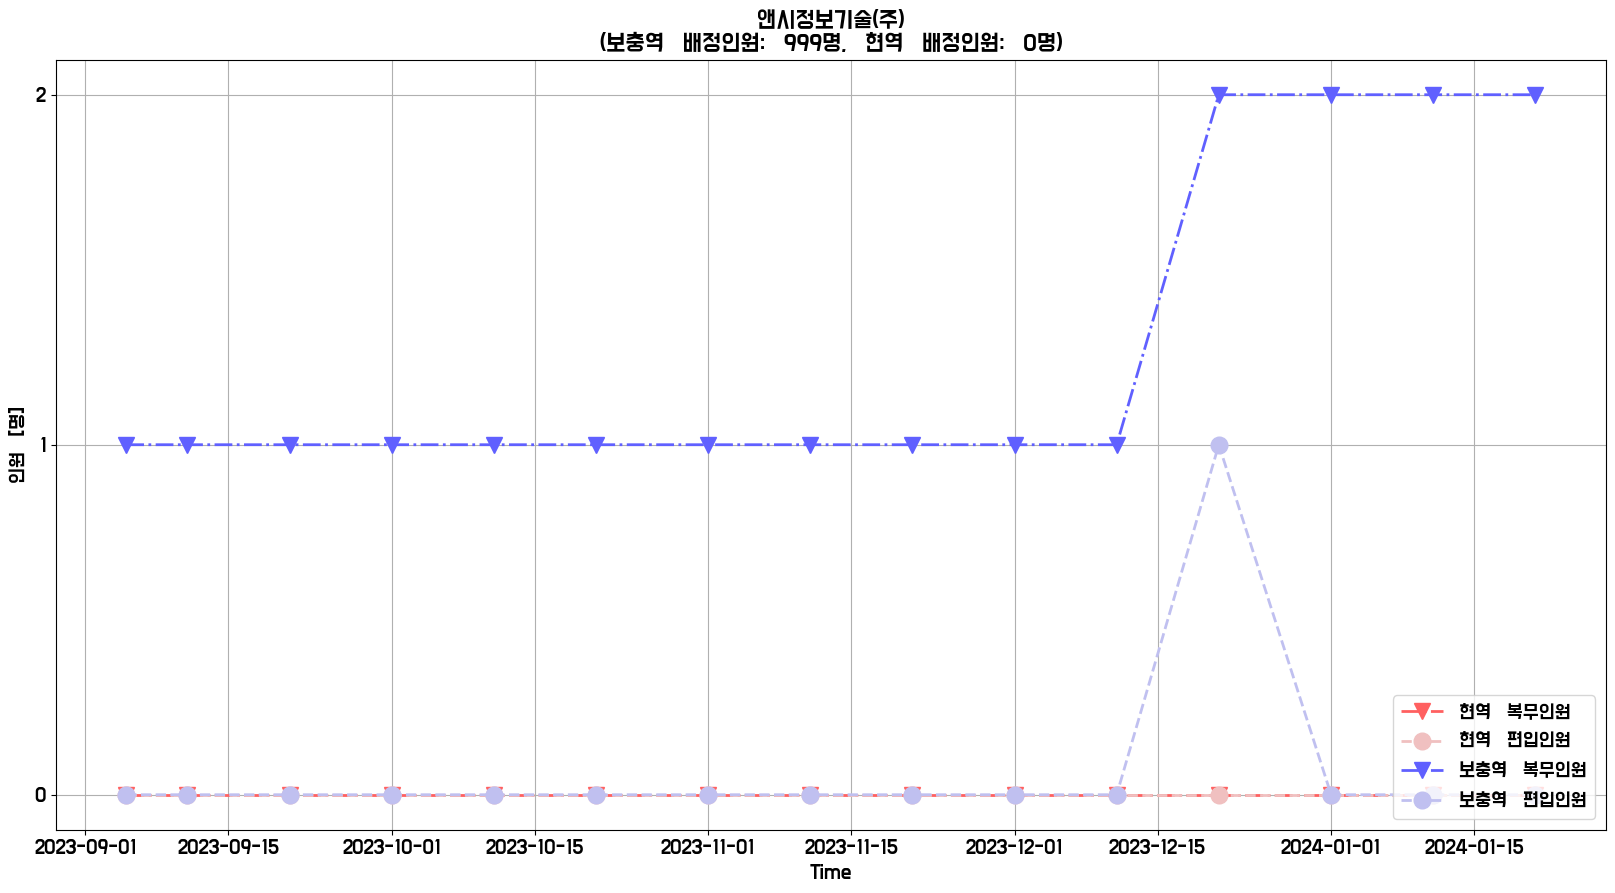 앤시정보기술(주)
(보충역 배정인원: 999명, 현역 배정인원: 0명)
인원 [명]
2
1
0
현역 복무인원
현역 편입인원
보충역 복무인원
보충역 편입인원
2023-09-01 2023-09-15 2023-10-01 2023-10-15 2023-11-01 2023-11-15 2023-12-01 2023-12-15 2024-01-01 2024-01-15
Time